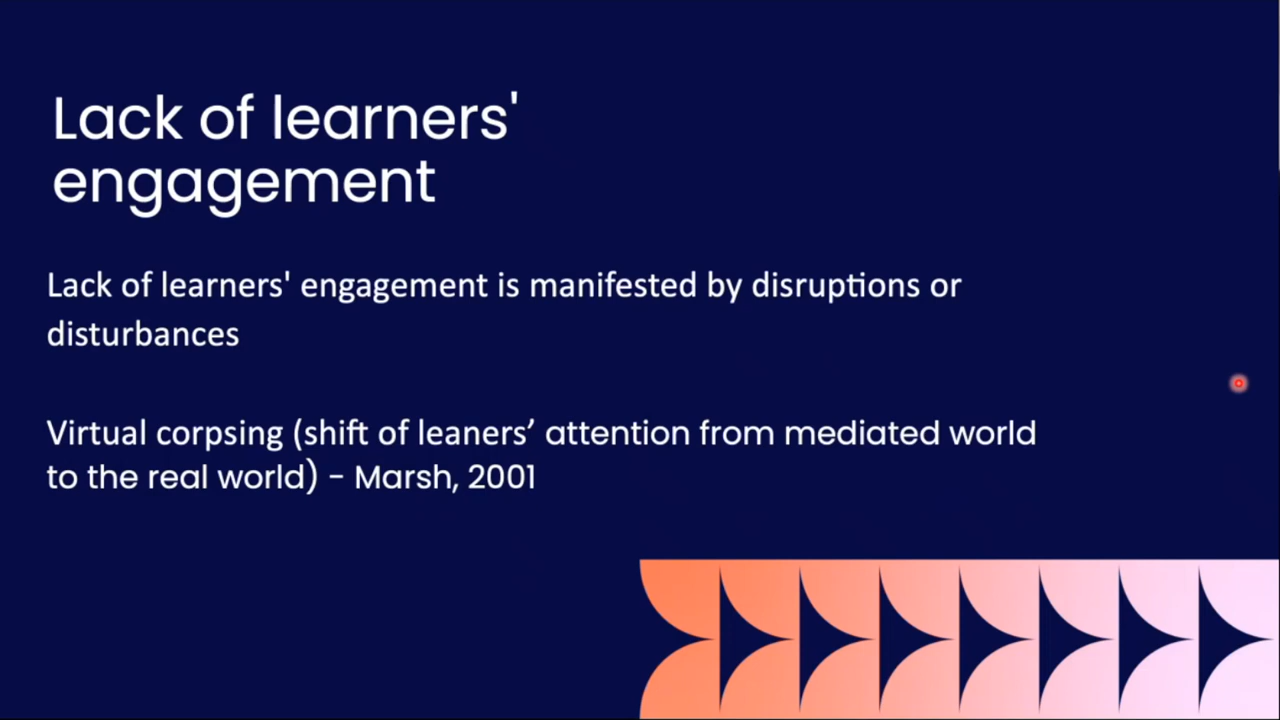 Lack of learners'
engagement
Lack of learners' engagement is manifested by disruptions or
disturbances
Virtual corpsing (shift of leaners’ attention from mediated world
to the real world) - Marsh, 2001